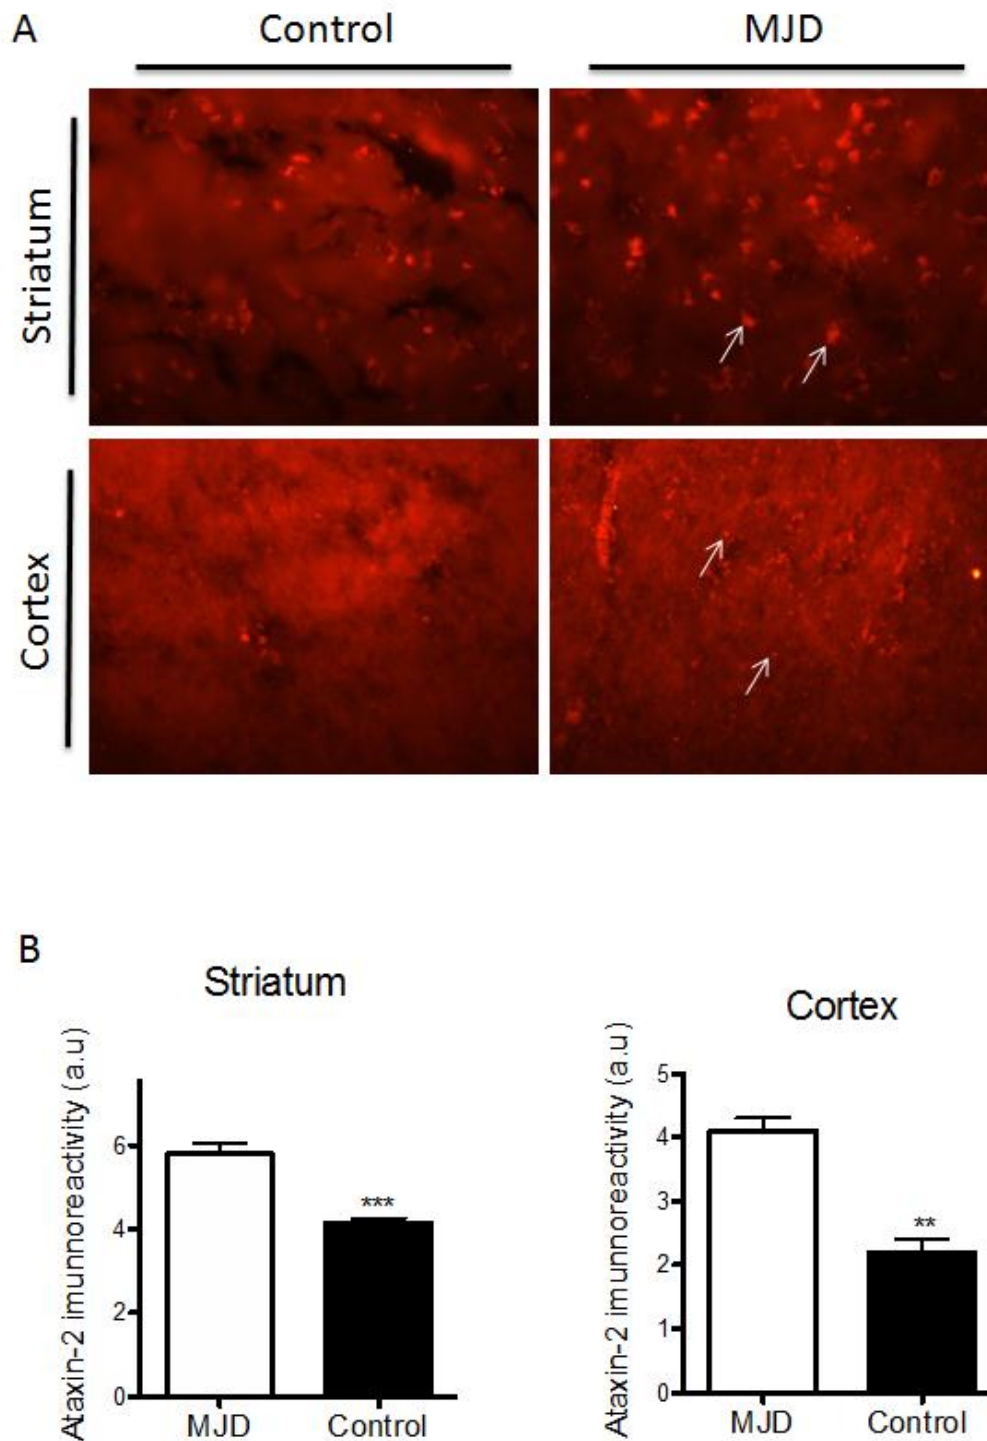 A
Control
MJD
Striatum
Cortex
B
Striatum
Ataxin-2 imunnoreactivity (a.u)
6
4
2
0
***
MJD
Control
Cortex
Ataxin-2 imunnoreactivity (a.u)
5
4
3
2
1
0
**
MJD
Control